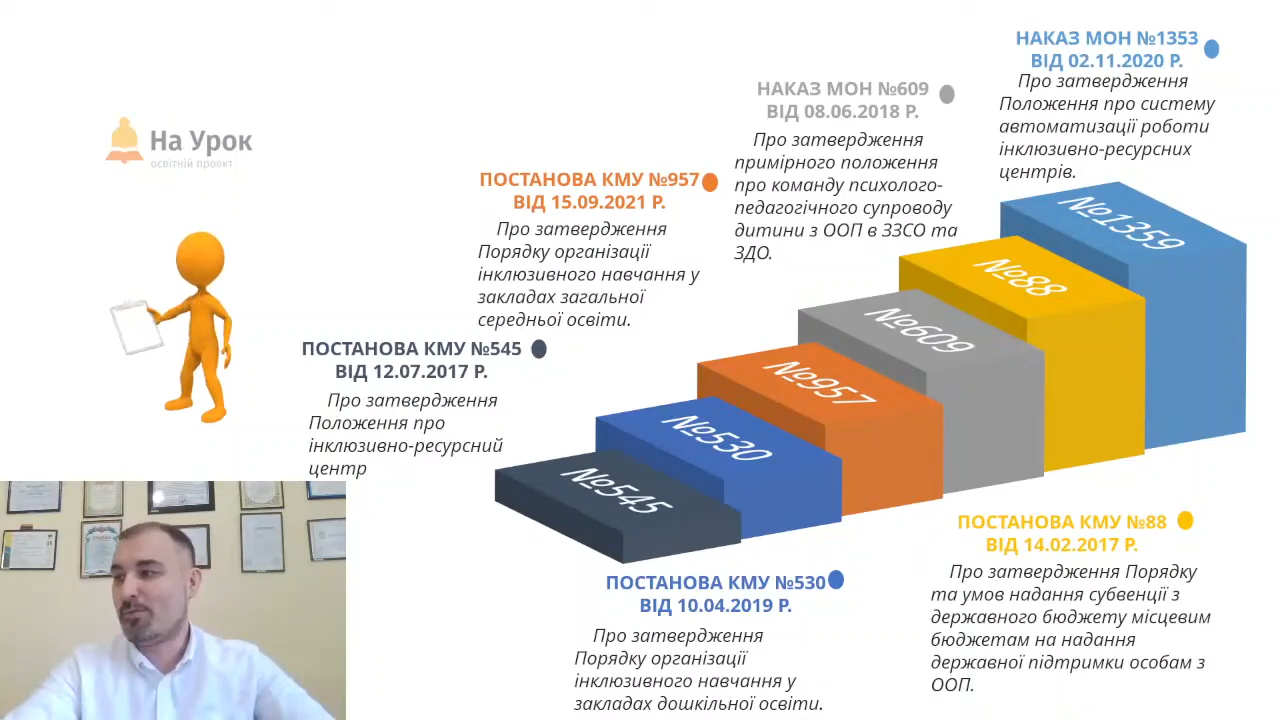 На Урок
освітній проект
ПОСТАНОВА КМУ №545
ВІД 12.07.2017 Р.
Про затвердження
Положення про
інклюзивно-ресурсний
центр
ПОСТАНОВА КМУ №957
ВІД 15.09.2021 Р.
Про затвердження
Порядку організації
інклюзивного навчання у
закладах загальної
середньої освіти.
НАКАЗ МОН №609
ВІД 08.06.2018 Р.
Про затвердження
примірного положення
про команду психолого-
педагогічного супроводу
дитини з ООП в ЗЗСО та
ЗДО.
НАКАЗ МОН №1353
ВІД 02.11.2020 Р.
Про затвердження
Положення про систему
автоматизації роботи
інклюзивно-ресурсних
центрів.
№545
№530
№957
№609
№88
№1359
ПОСТАНОВА КМУ №530
ВІД 10.04.2019 Р.
Про затвердження
Порядку організації
інклюзивного навчання у
закладах дошкільної освіти.
ПОСТАНОВА КМУ №88
ВІД 14.02.2017 Р.
Про затвердження Порядку
та умов надання субвенції з
державного бюджету місцевим
бюджетам на надання
державної підтримки особам з
ООП.